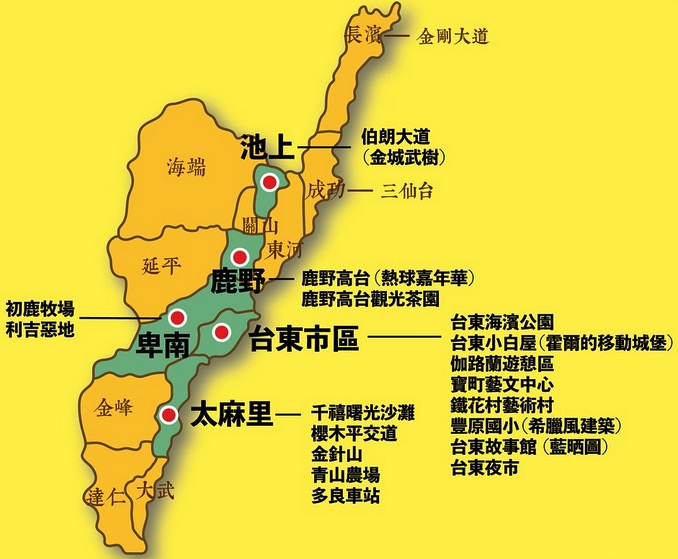 長濱 金剛大道
池上
伯朗大道
(金城武樹)
海端
成功 三仙台
關山
東河
延平
鹿野
鹿野高台(熱球嘉年華)
鹿野高台觀光茶園
初鹿牧場
利吉惡地
卑南
台東市區
台東海濱公園
台東小白屋(霍爾的移動城堡)
伽路蘭遊憩區
寶町藝文中心
鐵花村藝術村
豐原國小(希臘風建築)
台東故事館(藍晒圖)
台東夜市
金峰
太麻里
千禧曙光沙灘
櫻木平交道
金針山
青山農場
多良車站
達仁
大武